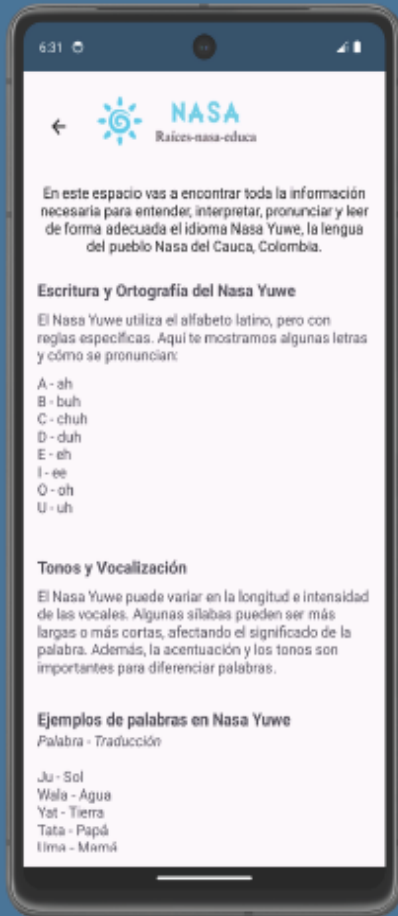 6:31
NASA
Raíces-nasa-educa
En este espacio vas a encontrar toda la información
necesaria para entender, interpretar, pronunciar y leer
de forma adecuada el idioma Nasa Yuwe, la lengua
del pueblo Nasa del Cauca, Colombia.
Escritura y Ortografía del Nasa Yuwe
El Nasa Yuwe utiliza el alfabeto latino, pero con
reglas específicas. Aquí te mostramos algunas letras
y cómo se pronuncian:
A - ah
B - buh
C - chuh
D - duh
E - eh
I - ee
O - oh
U - uh
Tonos y Vocalización
El Nasa Yuwe puede variar en la longitud e intensidad
de las vocales. Algunas sílabas pueden ser más
largas o más cortas, afectando el significado de la
palabra. Además, la acentuación y los tonos son
importantes para diferenciar palabras.
Ejemplos de palabras en Nasa Yuwe
Palabra - Traducción
Ju - Sol
Wala - Agua
Yat - Tierra
Tata - Papá
Uma - Mamá